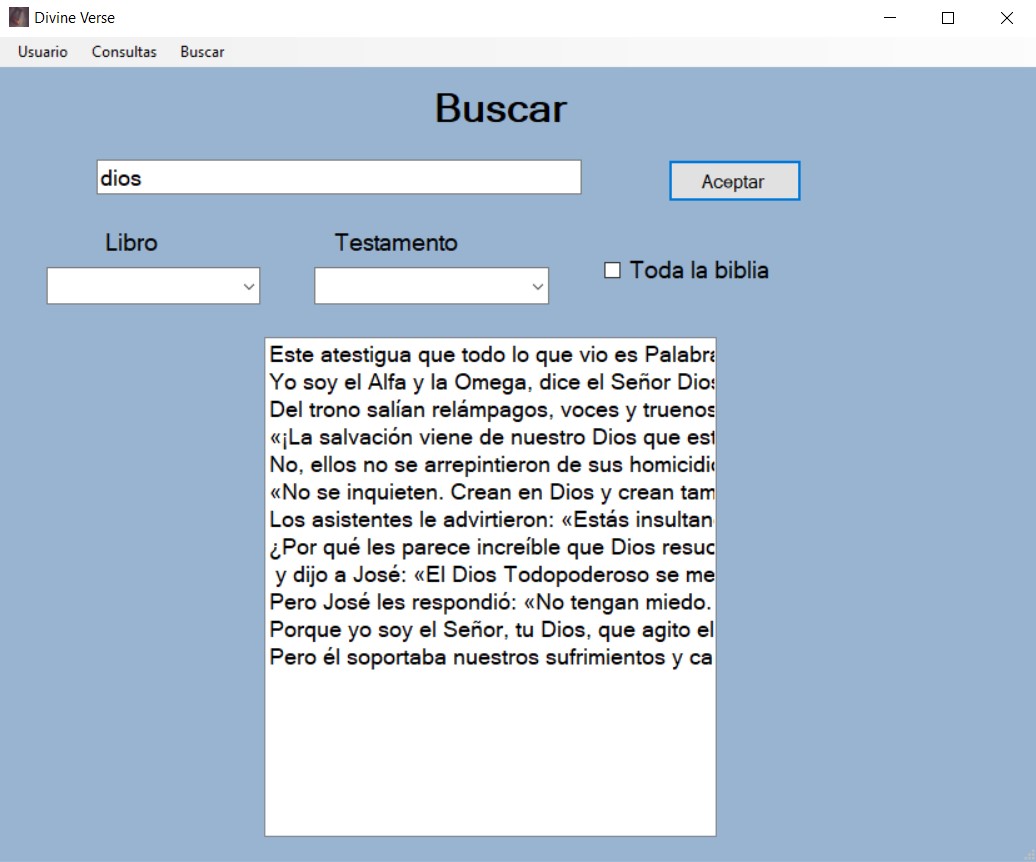 Divine Verse
Usuario Consultas Buscar
Buscar
dios
Aceptar
Libro Testamento
Toda la biblia
Este atestigua que todo lo que vio es Palabra
Yo soy el Alfa y la Omega, dice el Señor Dios
Del trono salían relámpagos, voces y truenos
«¡La salvación viene de nuestro Dios que est
No, ellos no se arrepintieron de sus homicidi
«No se inquieten. Crean en Dios y crean tam
Los asistentes le advirtieron: «Estás insultan
¿Por qué les parece increíble que Dios resuc
y dijo a José: «El Dios Todopoderoso se me
Pero José les respondió: «No tengan miedo.
Porque yo soy el Señor, tu Dios, que agito el
Pero él soportaba nuestros sufrimientos y ca